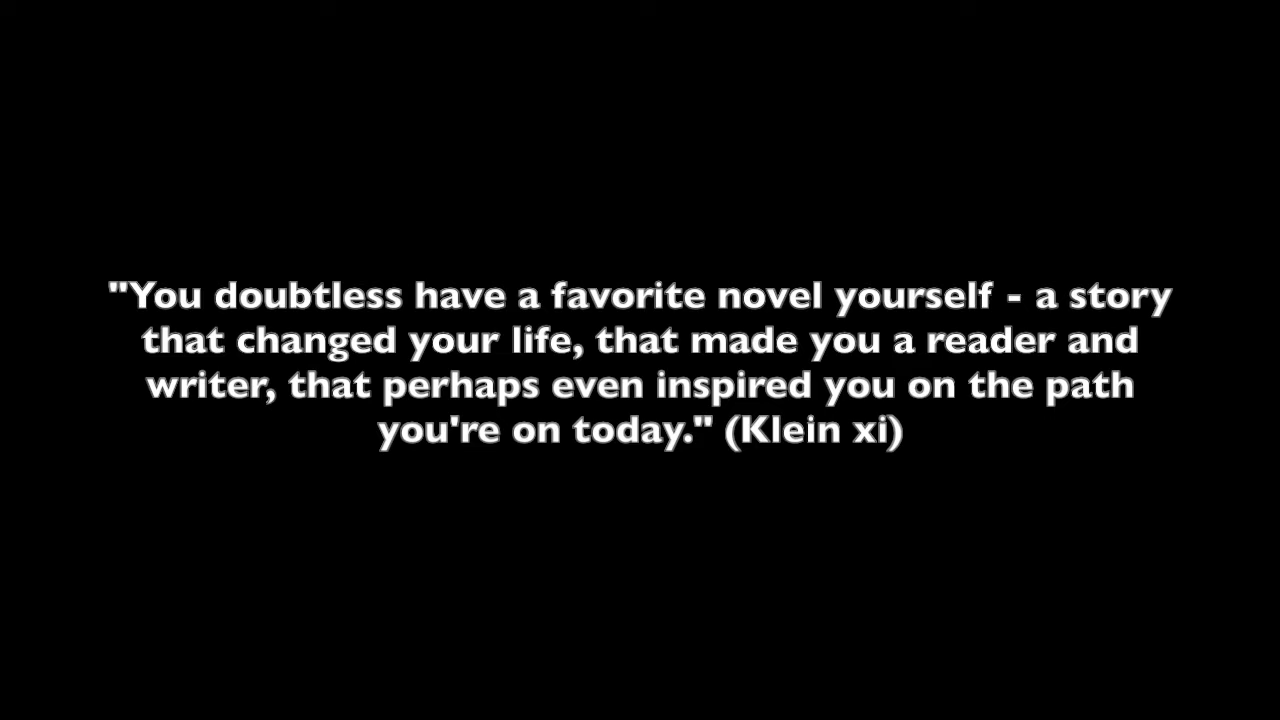 "You doubtless have a favorite novel yourself - a story
that changed your life, that made you a reader and
writer, that perhaps even inspired you on the path
you're on today." (Klein xi)